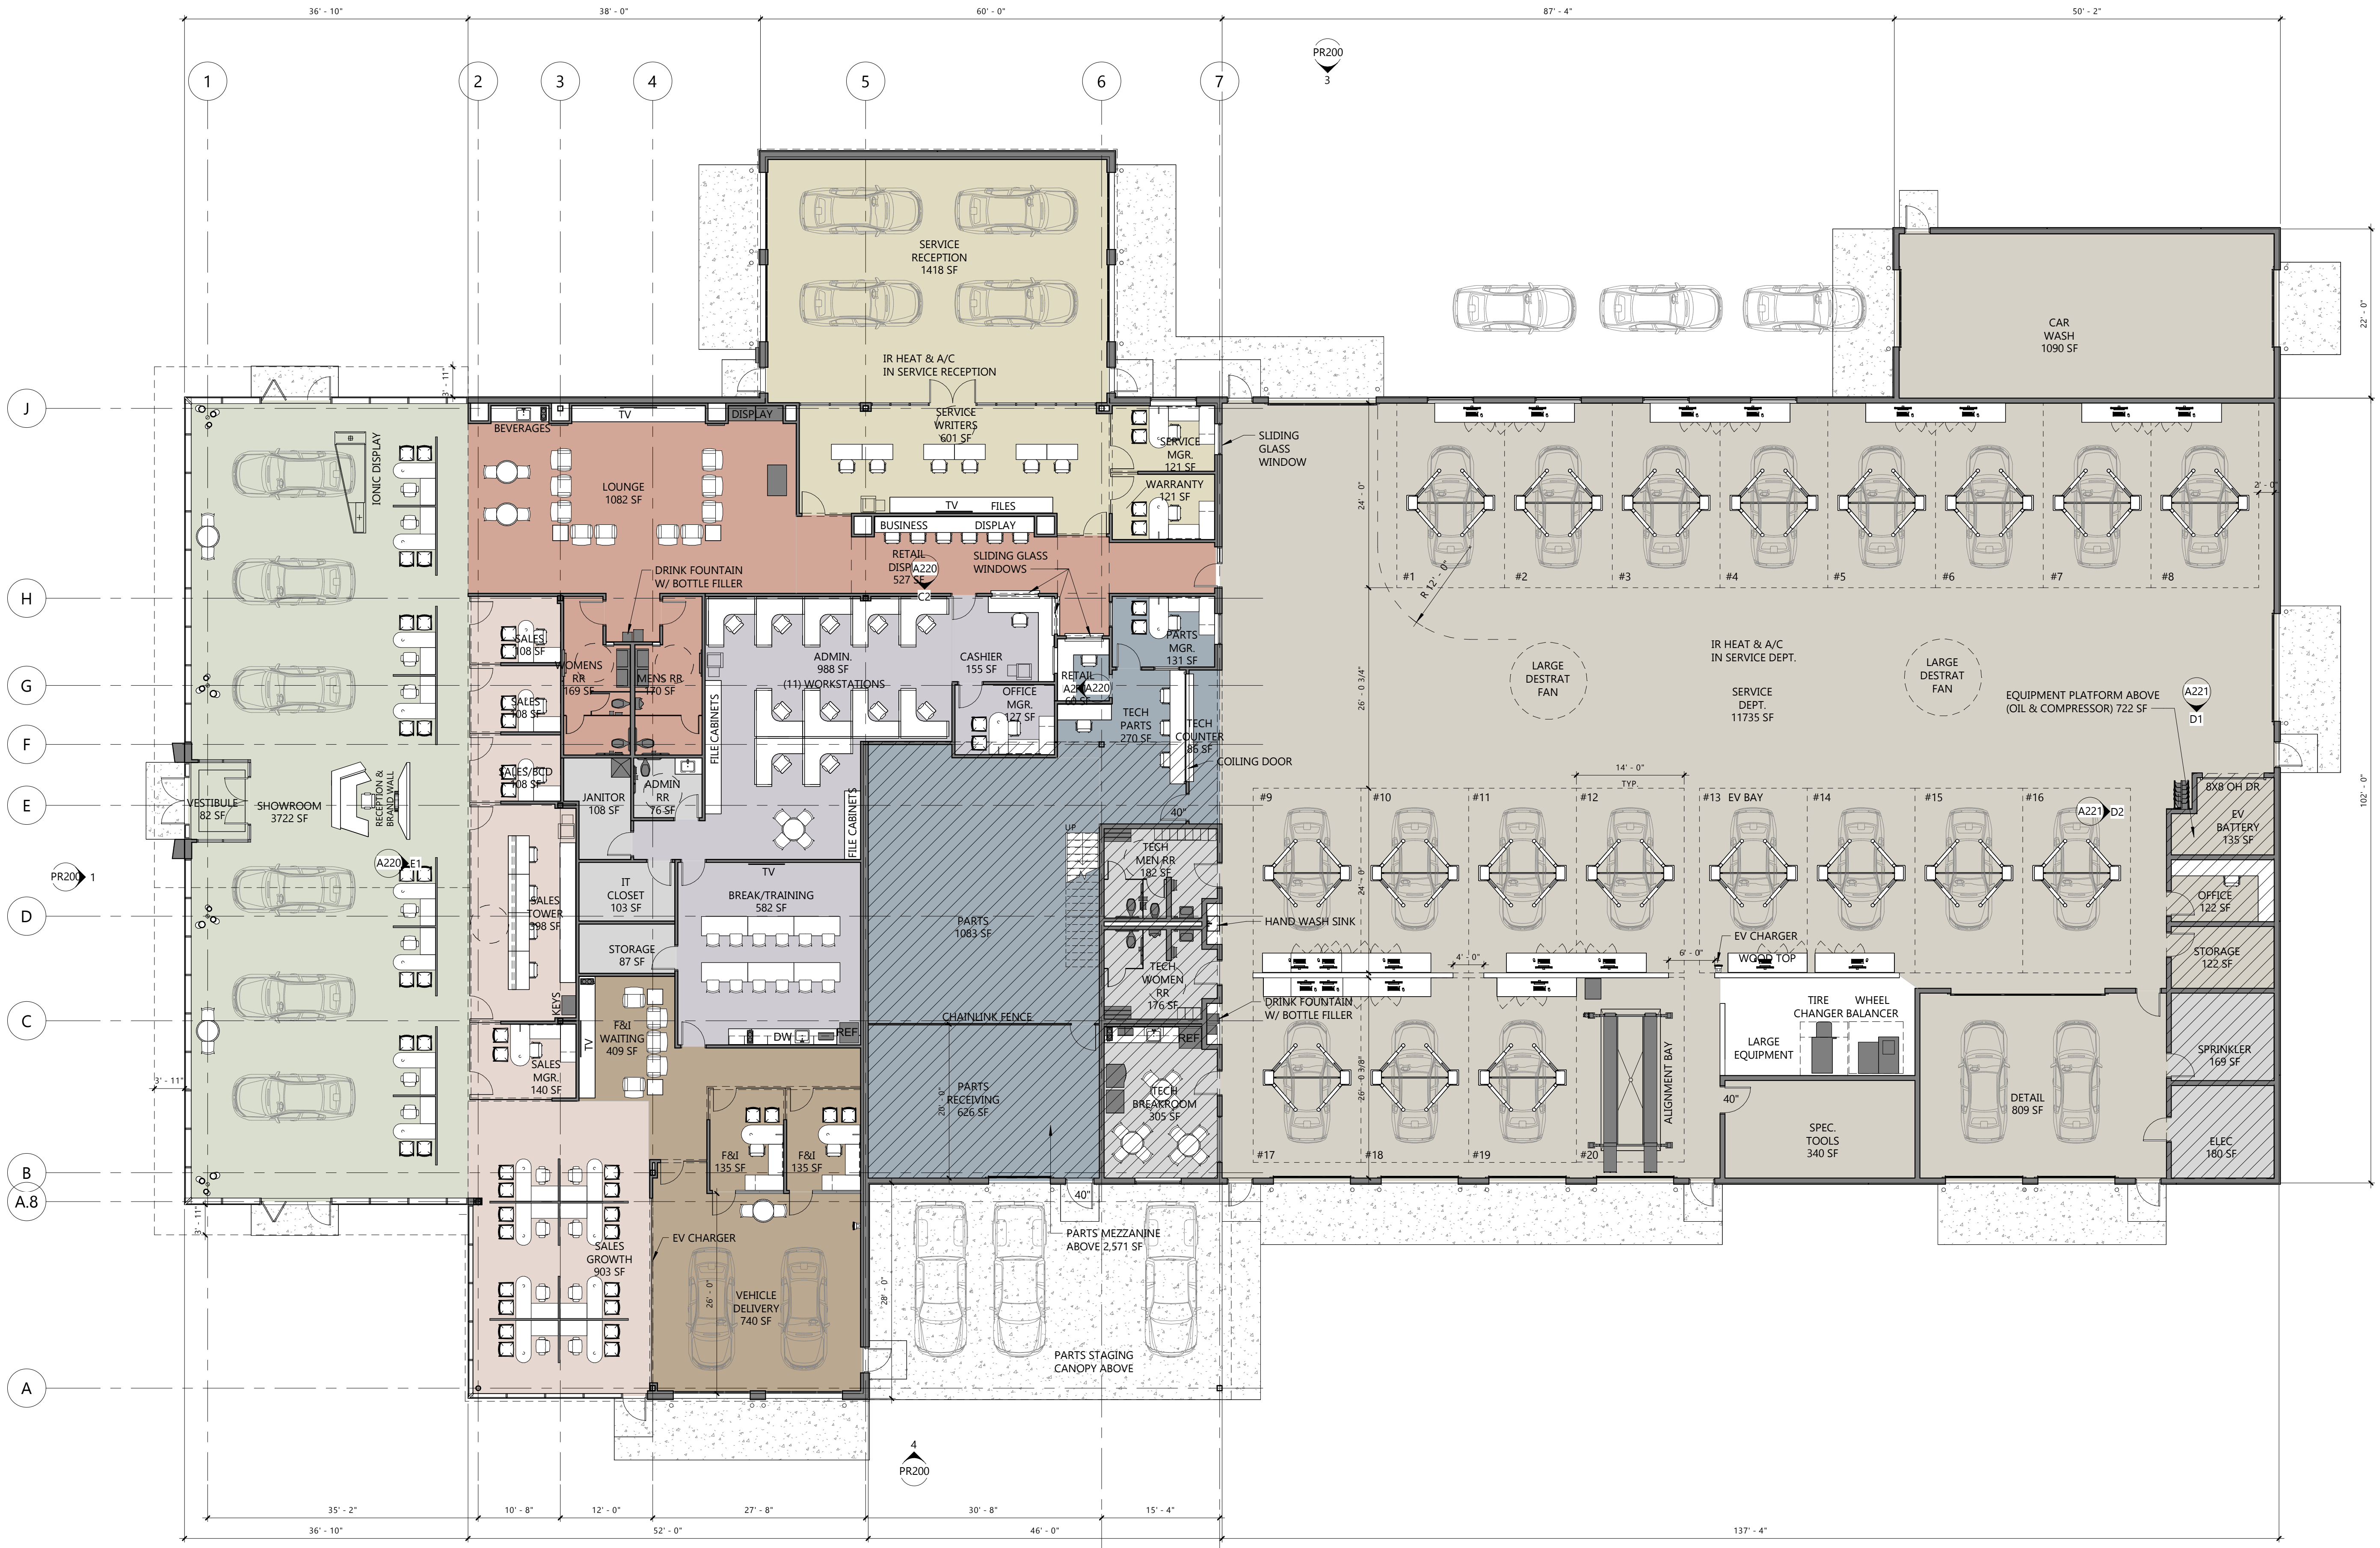 36' - 10"
38' - 0"
60' - 0"
87' - 4"
50' - 2"
PR200
3
1
2
3
4
5
6
7
J
H
G
F
E
D
C
B
A.8
A
SERVICE
RECEPTION
1418 SF
IR HEAT & A/C
IN SERVICE RECEPTION
CAR
WASH
1090 SF
22' - 0"
3' - 11"
BEVERAGES
TV
DISPLAY
SERVICE
WRITERS
601 SF
SERVICE
MGR.
121 SF
SLIDING
GLASS
WINDOW
IONIC DISPLAY
LOUNGE
1082 SF
WARRANTY
121 SF
TV
FILES
BUSINESS
DISPLAY
24' - 0"
2' - 0"
RETAIL
DISP
527 SF
A220
C2
SLIDING GLASS
WINDOWS
DRINK FOUNTAIN
W/ BOTTLE FILLER
#1
#2
#3
#4
#5
#6
#7
#8
R 12' - 0"
SALES
108 SF
WOMENS
RR
169 SF
MENS RR
170 SF
ADMIN.
988 SF
(11) WORKSTATIONS
CASHIER
155 SF
PARTS
MGR.
131 SF
OFFICE
MGR.
127 SF
RETAIL
A220
SALES
108 SF
FILE CABINETS
TECH
PARTS
270 SF
TECH
COUNTER
86 SF
COILING DOOR
26' - 0 3/4"
IR HEAT & A/C
IN SERVICE DEPT.
LARGE
DESTRAT
FAN
LARGE
DESTRAT
FAN
SERVICE
DEPT.
11735 SF
EQUIPMENT PLATFORM ABOVE
(OIL & COMPRESSOR) 722 SF
A221
D1
SALES/BCD
108 SF
VESTIBULE
82 SF
SHOWROOM
3722 SF
RECEPTION &
BRAND WALL
JANITOR
108 SF
ADMIN
RR
76 SF
FILE CABINETS
14' - 0"
TYP.
#9
#10
#11
#12
#13 EV BAY
#14
#15
#16
A221
D2
8X8 OH DR
EV
BATTERY
135 SF
102' - 0"
40"
UP
PR200
1
A220
E1
SALES
TOWER
398 SF
IT
CLOSET
103 SF
TV
BREAK/TRAINING
582 SF
TECH
MEN RR
182 SF
24' - 0"
OFFICE
122 SF
PARTS
1083 SF
HAND WASH SINK
STORAGE
87 SF
EV CHARGER
WOOD TOP
4' - 0"
6' - 0"
STORAGE
122 SF
TECH
WOMEN
RR
176 SF
KEYS
DRINK FOUNTAIN
W/ BOTTLE FILLER
TIRE
CHANGER
WHEEL
BALANCER
CHAINLINK FENCE
F&I
WAITING
409 SF
TV
DW
REF.
REF.
LARGE
EQUIPMENT
ALIGNMENT BAY
SPRINKLER
169 SF
SALES
MGR.
140 SF
3' - 11"
PARTS
RECEIVING
626 SF
20' - 0"
TECH
BREAKROOM
305 SF
26' - 0 3/8"
40"
SPEC.
TOOLS
340 SF
DETAIL
809 SF
ELEC
180 SF
F&I
135 SF
F&I
135 SF
#17
#18
#19
#20
40"
3' - 11"
SALES
GROWTH
903 SF
EV CHARGER
PARTS MEZZANINE
ABOVE 2,571 SF
26' - 0"
28' - 0"
VEHICLE
DELIVERY
740 SF
PARTS STAGING
CANOPY ABOVE
4
PR200
35' - 2"
10' - 8"
12' - 0"
27' - 8"
30' - 8"
15' - 4"
36' - 10"
52' - 0"
46' - 0"
137' - 4"